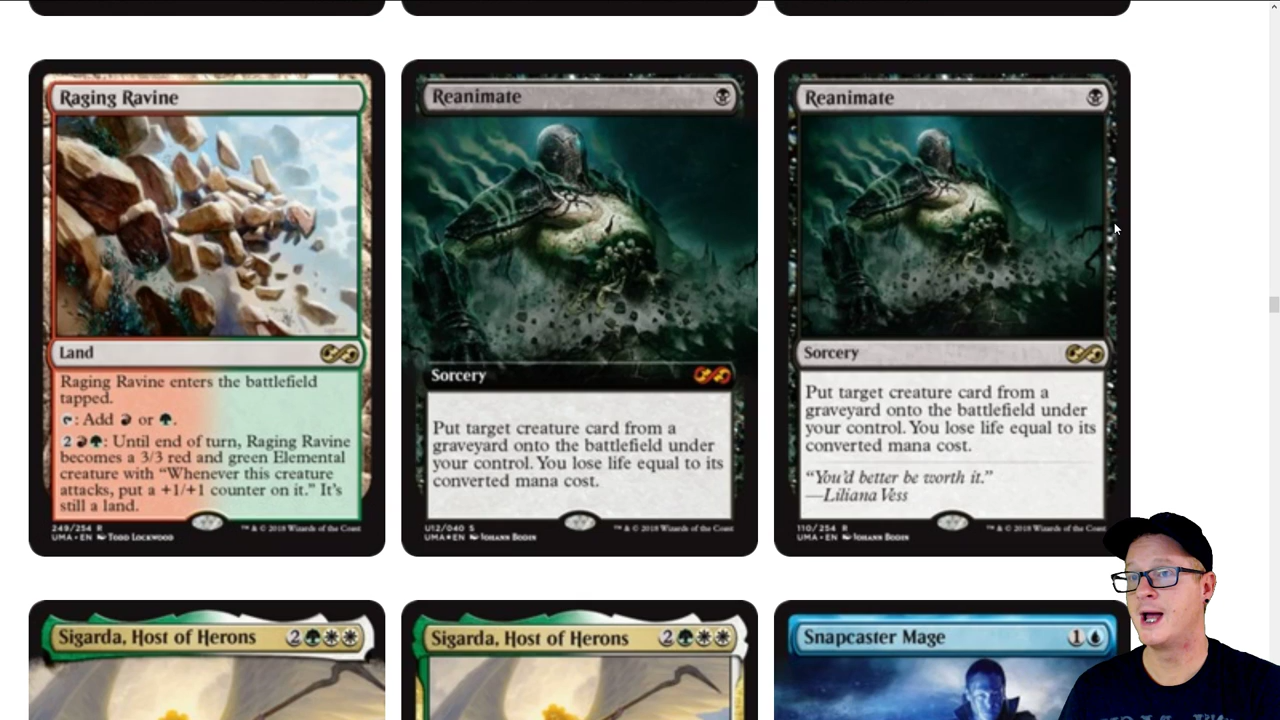 Raging Ravine
Land
Raging Ravine enters the battlefield
tapped.
: Add or .
2 : Until end of turn, Raging Ravine
becomes a 3/3 red and green Elemental
creature with “Whenever this creature
attacks, put a +1/+1 counter on it.” It's
still a land.
249/254 R
UMA • EN Todd Lockwood
™ & © 2018 Wizards of the Coast
Reanimate
Sorcery
Put target creature card from a
graveyard onto the battlefield under
your control. You lose life equal to its
converted mana cost.
U12/040 S
UMA★EN Johann Bodin
™ & © 2018 Wizards of the Coast
Reanimate
Sorcery
Put target creature card from a
graveyard onto the battlefield under
your control. You lose life equal to its
converted mana cost.
“You'd better be worth it.”
—Liliana Vess
110/254 R
UMA • EN Johann Bodin
™ & © 2018 Wizards of the Coast
Sigarda, Host of Herons 2
Sigarda, Host of Herons 2
Snapcaster Mage 1